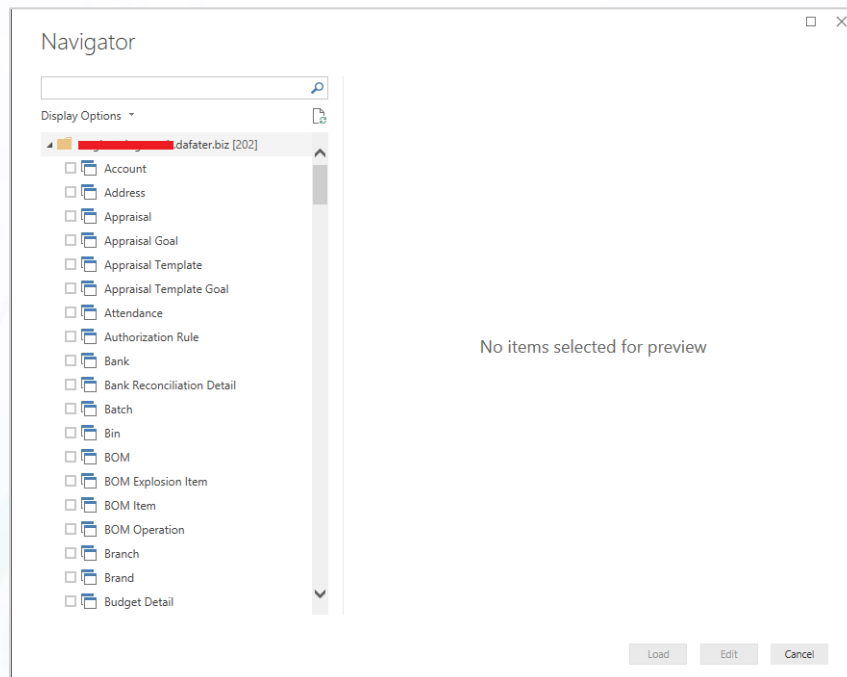 Navigator
Display Options
.dafater.biz [202]
Account
Address
Appraisal
Appraisal Goal
Appraisal Template
Appraisal Template Goal
Attendance
Authorization Rule
Bank
Bank Reconciliation Detail
Batch
Bin
BOM
BOM Explosion Item
BOM Item
BOM Operation
Branch
Brand
Budget Detail
No items selected for preview
Load Edit Cancel